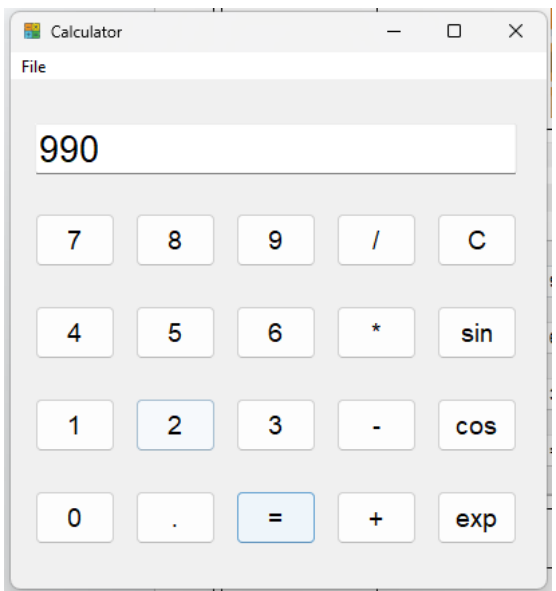 Calculator
File
990
7 8 9 / C
4 5 6 * sin
1 2 3 - cos
0 . = + exp